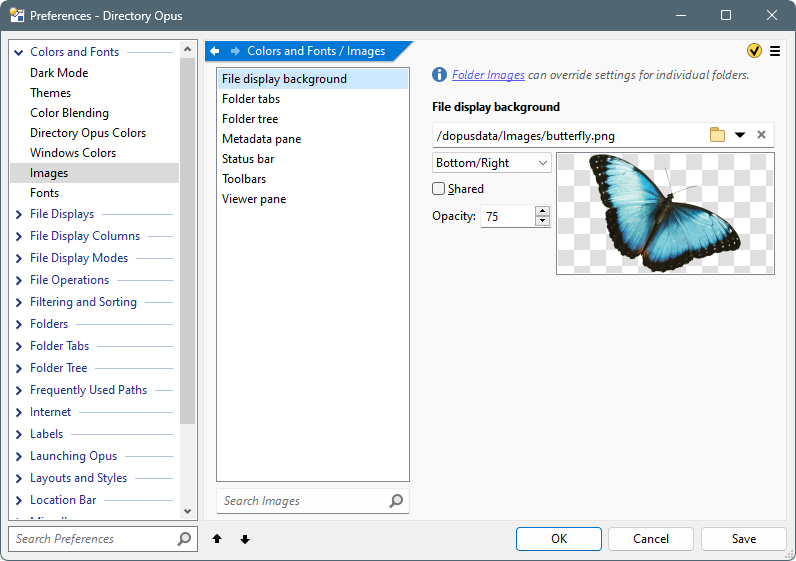 Preferences - Directory Opus
Colors and Fonts
Dark Mode
Themes
Color Blending
Directory Opus Colors
Windows Colors
Images
Fonts
File Displays
File Display Columns
File Display Modes
File Operations
Filtering and Sorting
Folders
Folder Tabs
Folder Tree
Frequently Used Paths
Internet
Labels
Launching Opus
Layouts and Styles
Location Bar
Search Preferences
Colors and Fonts / Images
File display background
Folder tabs
Folder tree
Metadata pane
Status bar
Toolbars
Viewer pane
Search Images
Folder Images can override settings for individual folders.
File display background
/dopusdata/Images/butterfly.png
Bottom/Right
Shared
Opacity: 75
OK
Cancel
Save